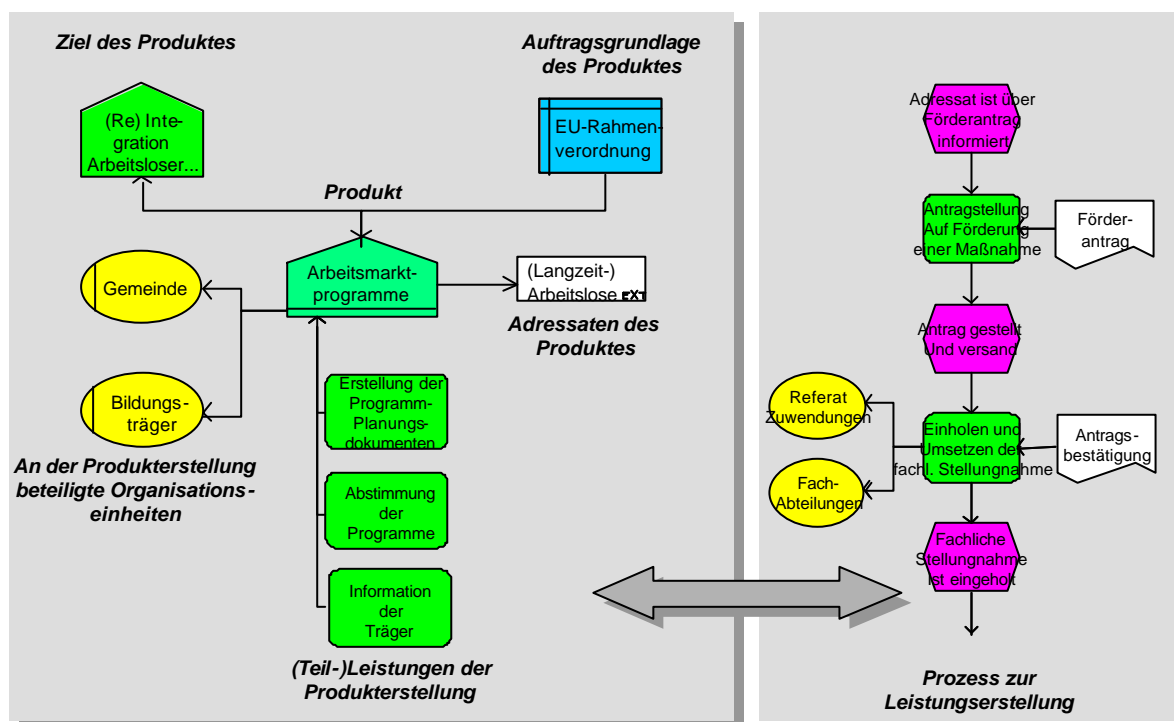 Ziel des Produktes
Auftragsgrundlage
des Produktes
(Re) Inte-
gration
Arbeitsloser...
EU-Rahmen-
verordnung
Produkt
Arbeitsmarkt-
programme
(Langzeit-)
Arbeitslose EXT
Adressaten des
Produktes
Gemeinde
Bildungs-
träger
An der Produkterstellung
beteiligte Organisations-
einheiten
Erstellung der
Programm-
Planungs-
dokumenten
Abstimmung
der
Programme
Information
der
Träger
(Teil-)Leistungen der
Produkterstellung
Adressat ist über
Förderantrag
informiert
Antragstellung
Auf Förderung
einer Maßnahme
Förder-
antrag
Antrag gestellt
Und versand
Referat
Zuwendungen
Einholen und
Umsetzen der
fachl. Stellungnahme
Antrags-
bestätigung
Fach-
Abteilungen
Fachliche
Stellungnahme
ist eingeholt
Prozess zur
Leistungserstellung